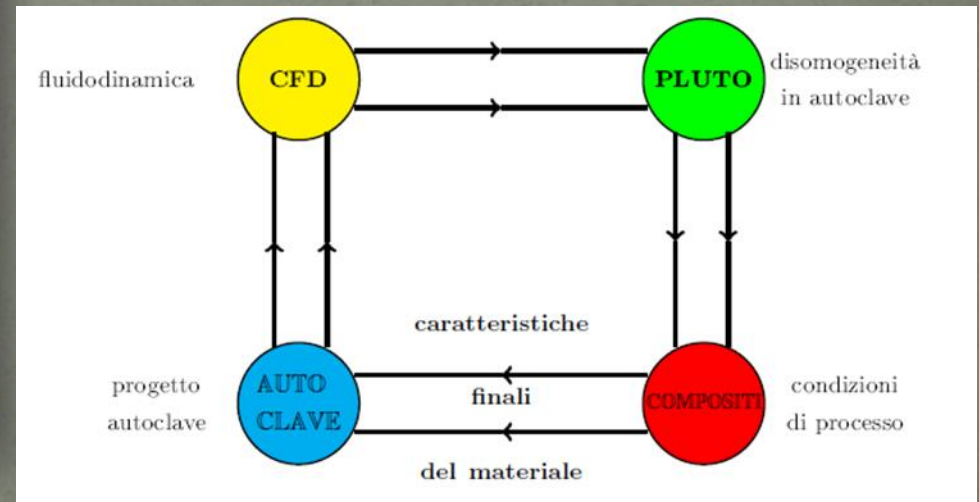 fluidodinamica
CFD
PLUTO
disomogeneità
in autoclave
caratteristiche
finali
del materiale
progetto
autoclave
AUTO
CLAVE
COMPOSITI
condizioni
di processo